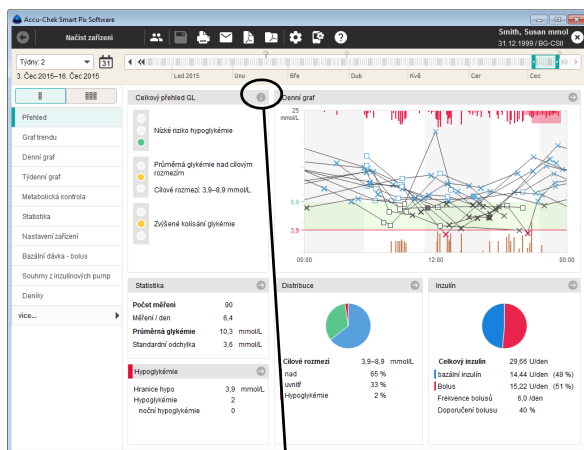 Accu-Chek Smart Pix Software
Načíst zařízení
Smith, Susan mmol
31.12.1999 / BG-CSII
Týdny: 2
31
3. Čec 2015–16. Čec 2015
Led 2015 Úno Bře Dub Kvě Čer Čec
Přehled
Graf trendu
Denní graf
Týdenní graf
Metabolická kontrola
Statistika
Nastavení zařízení
Bazální dávka - bolus
Souhrny z inzulínových pump
Deníky
více...
Celkový přehled GL
Nízké riziko hypoglykémie
Průměrná glykémie nad cílovým
rozmezím
Cílové rozmezí: 3,9–8,9 mmol/L
Zvýšené kolísání glykémie
Denní graf
25
mmol/L
8,9
3,9
00:00 12:00 00:00
Statistika
Počet měření 90
Měření / den 6,4
Průměrná glykémie 10,3 mmol/L
Standardní odchylka 3,6 mmol/L
Hypoglykémie
Hranice hypo 3,9 mmol/L
Hypoglykémie 2
noční hypoglykémie 0
Distribuce
Cílové rozmezí 3,9–8,9 mmol/L
nad 65 %
uvnitř 33 %
Hypoglykémie 2 %
Inzulín
Celkový inzulín 29,66 U/den
bazální inzulín 14,44 U/den (49 %)
Bolus 15,22 U/den (51 %)
Frekvence bolusů 6,0 /den
Doporučení bolusu 40 %